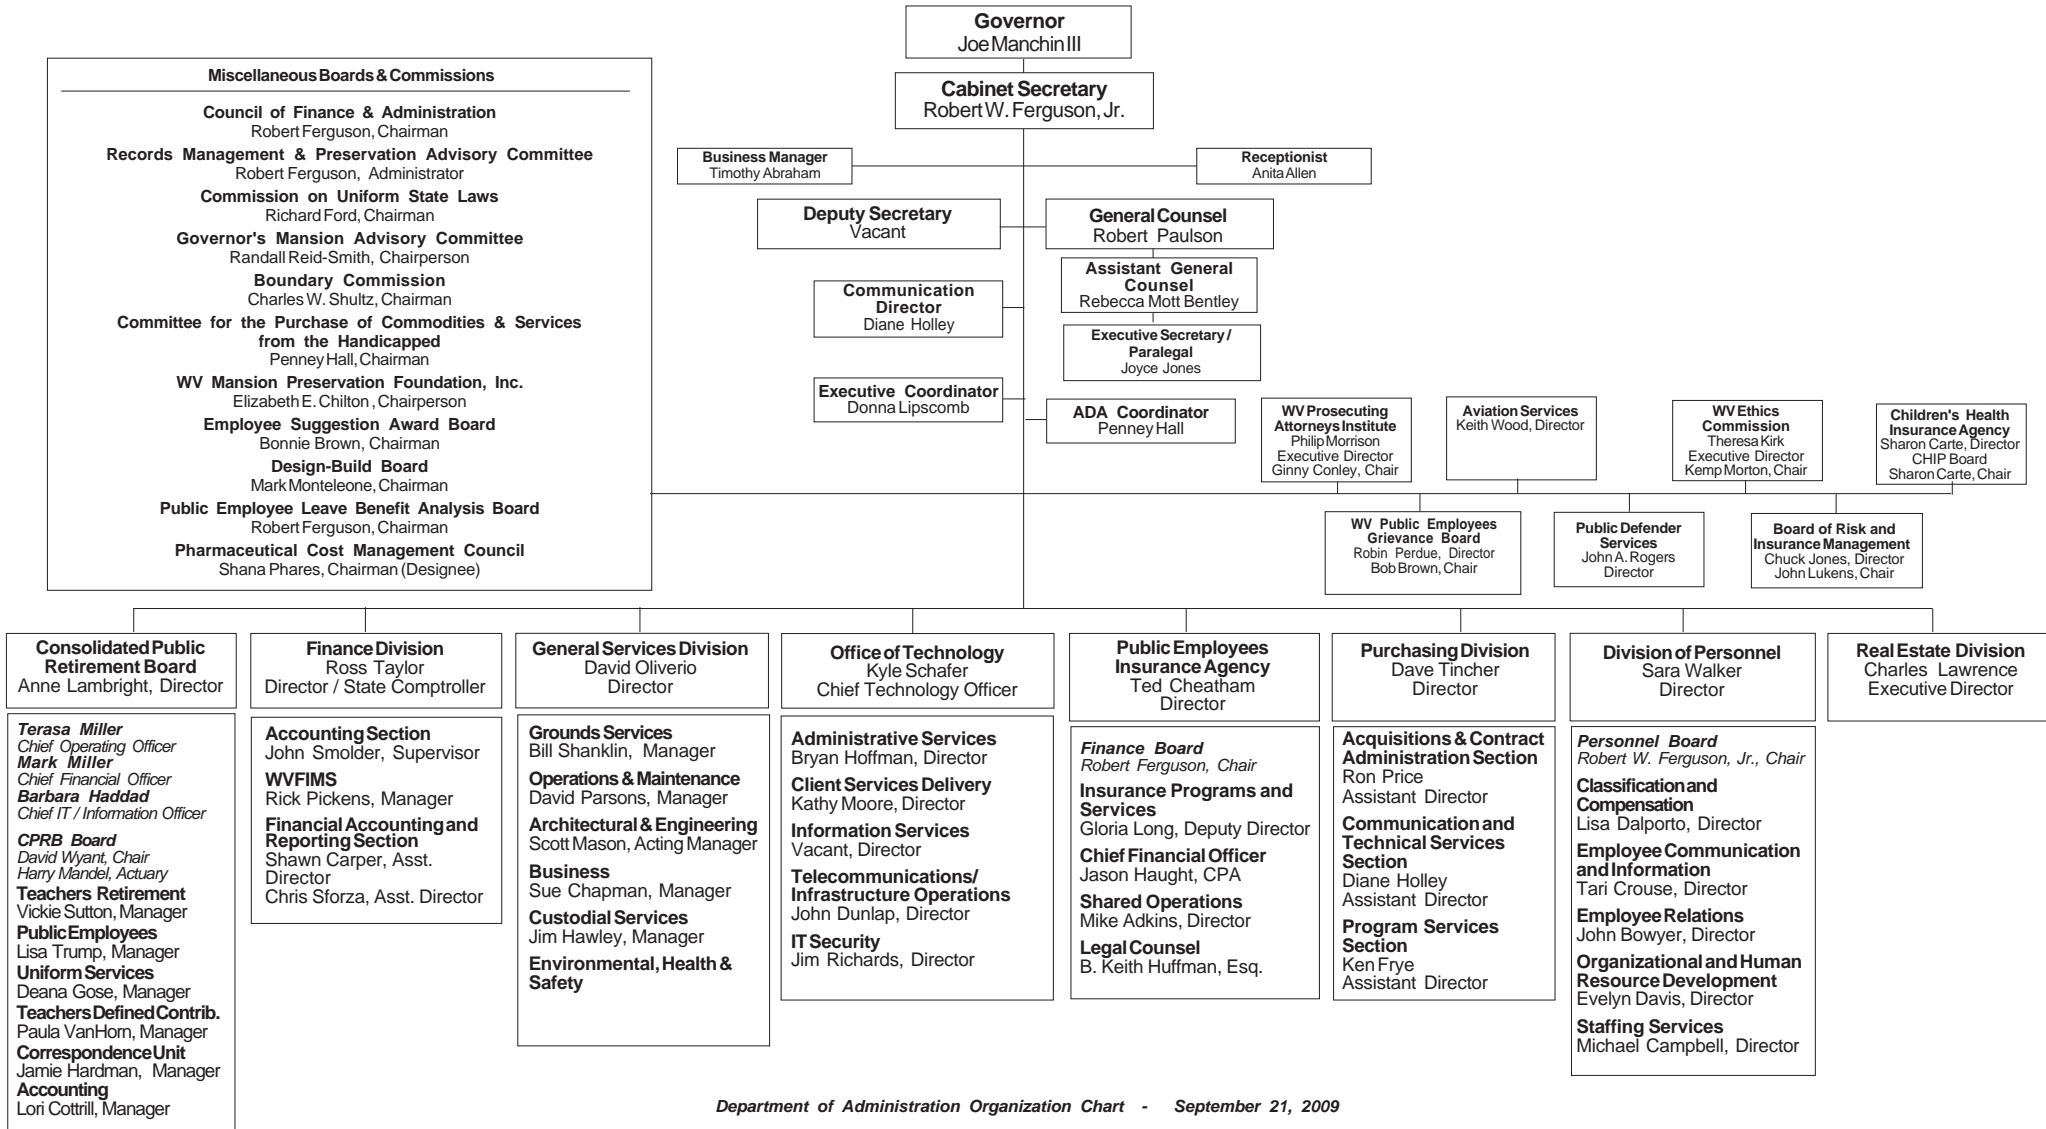 Governor
Joe Manchin III
Cabinet Secretary
Robert W. Ferguson, Jr.
Miscellaneous Boards & Commissions
Council of Finance & Administration
Robert Ferguson, Chairman
Records Management & Preservation Advisory Committee
Robert Ferguson, Administrator
Commission on Uniform State Laws
Richard Ford, Chairman
Governor's Mansion Advisory Committee
Randall Reid-Smith, Chairperson
Boundary Commission
Charles W. Shultz, Chairman
Committee for the Purchase of Commodities & Services
from the Handicapped
Penney Hall, Chairman
WV Mansion Preservation Foundation, Inc.
Elizabeth E. Chilton , Chairperson
Employee Suggestion Award Board
Bonnie Brown, Chairman
Design-Build Board
Mark Monteleone, Chairman
Public Employee Leave Benefit Analysis Board
Robert Ferguson, Chairman
Pharmaceutical Cost Management Council
Shana Phares, Chairman (Designee)
Business Manager
Timothy Abraham
Receptionist
Anita Allen
Deputy Secretary
Vacant
General Counsel
Robert Paulson
Assistant General
Counsel
Rebecca Mott Bentley
Communication
Director
Diane Holley
Executive Secretary /
Paralegal
Joyce Jones
Executive Coordinator
Donna Lipscomb
ADA Coordinator
Penney Hall
WV Prosecuting
Attorneys Institute
Philip Morrison
Executive Director
Ginny Conley, Chair
Aviation Services
Keith Wood, Director
WV Ethics
Commission
Theresa Kirk
Executive Director
Kemp Morton, Chair
Children's Health
Insurance Agency
Sharon Carte, Director
CHIP Board
Sharon Carte, Chair
WV Public Employees
Grievance Board
Robin Perdue, Director
Bob Brown, Chair
Public Defender
Services
John A. Rogers
Director
Board of Risk and
Insurance Management
Chuck Jones, Director
John Lukens, Chair
Consolidated Public
Retirement Board
Anne Lambright, Director
Terasa Miller
Chief Operating Officer
Mark Miller
Chief Financial Officer
Barbara Haddad
Chief IT / Information Officer
CPRB Board
David Wyant, Chair
Harry Mandel, Actuary
Teachers Retirement
Vickie Sutton, Manager
Public Employees
Lisa Trump, Manager
Uniform Services
Deana Gose, Manager
Teachers Defined Contrib.
Paula VanHorn, Manager
Correspondence Unit
Jamie Hardman, Manager
Accounting
Lori Cottrill, Manager
Finance Division
Ross Taylor
Director / State Comptroller
Accounting Section
John Smolder, Supervisor
WVFIMS
Rick Pickens, Manager
Financial Accounting and
Reporting Section
Shawn Carper, Asst.
Director
Chris Sforza, Asst. Director
General Services Division
David Oliverio
Director
Grounds Services
Bill Shanklin, Manager
Operations & Maintenance
David Parsons, Manager
Architectural & Engineering
Scott Mason, Acting Manager
Business
Sue Chapman, Manager
Custodial Services
Jim Hawley, Manager
Environmental, Health &
Safety
Office of Technology
Kyle Schafer
Chief Technology Officer
Administrative Services
Bryan Hoffman, Director
Client Services Delivery
Kathy Moore, Director
Information Services
Vacant, Director
Telecommunications/
Infrastructure Operations
John Dunlap, Director
IT Security
Jim Richards, Director
Public Employees
Insurance Agency
Ted Cheatham
Director
Finance Board
Robert Ferguson, Chair
Insurance Programs and
Services
Gloria Long, Deputy Director
Chief Financial Officer
Jason Haught, CPA
Shared Operations
Mike Adkins, Director
Legal Counsel
B. Keith Huffman, Esq.
Purchasing Division
Dave Tincher
Director
Acquisitions & Contract
Administration Section
Ron Price
Assistant Director
Communication and
Technical Services
Section
Diane Holley
Assistant Director
Program Services
Section
Ken Frye
Assistant Director
Division of Personnel
Sara Walker
Director
Personnel Board
Robert W. Ferguson, Jr., Chair
Classification and
Compensation
Lisa Dalporto, Director
Employee Communication
and Information
Tari Crouse, Director
Employee Relations
John Bowyer, Director
Organizational and Human
Resource Development
Evelyn Davis, Director
Staffing Services
Michael Campbell, Director
Real Estate Division
Charles Lawrence
Executive Director
Department of Administration Organization Chart - September 21, 2009